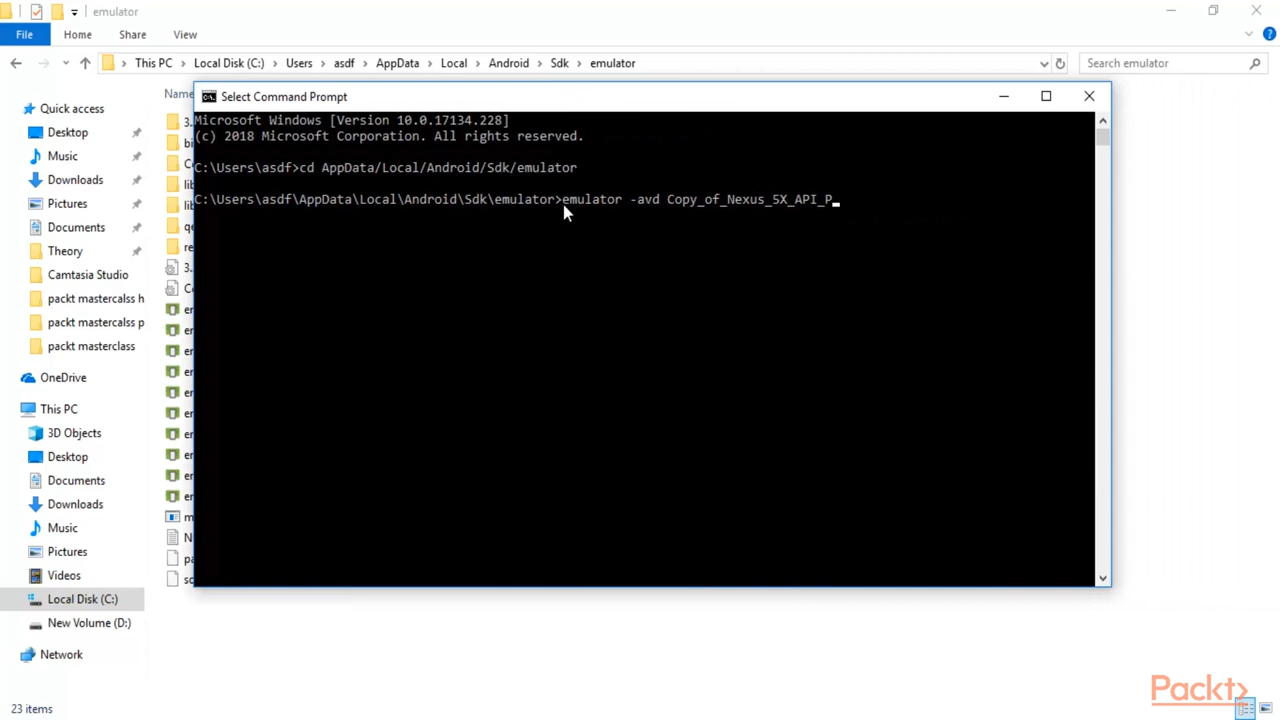 emulator
File Home Share View
This PC Local Disk (C:) Users asdf AppData Local Android Sdk emulator
Search emulator
Quick access
Desktop
Music
Downloads
Pictures
Documents
Theory
Camtasia Studio
packt mastercalss h
packt mastercalss p
packt masterclass
OneDrive
This PC
3D Objects
Desktop
Documents
Downloads
Music
Pictures
Videos
Local Disk (C:)
New Volume (D:)
Network
23 items
Name
Select Command Prompt
Microsoft Windows [Version 10.0.17134.228]
(c) 2018 Microsoft Corporation. All rights reserved.
C:\Users\asdf>cd AppData/Local/Android/Sdk/emulator
C:\Users\asdf\AppData\Local\Android\Sdk\emulator>emulator -avd Copy_of_Nexus_5X_API_P_
Packt>